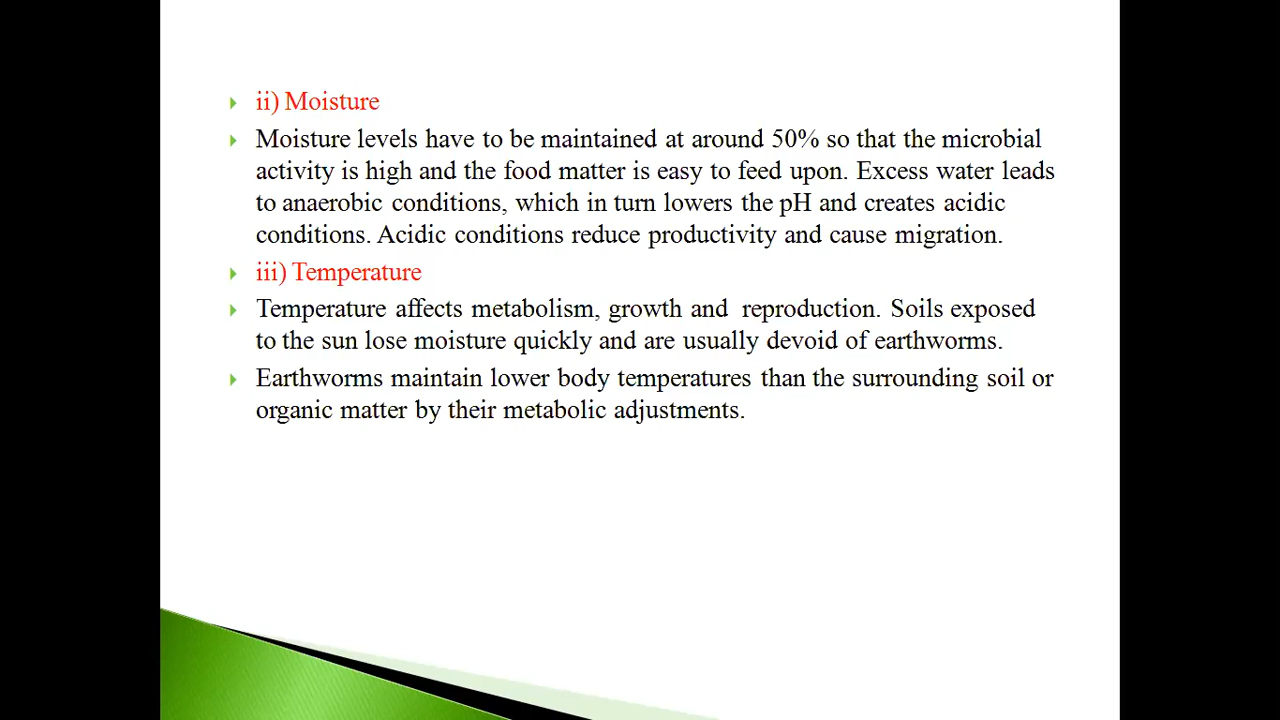 ii) Moisture
Moisture levels have to be maintained at around 50% so that the microbial
activity is high and the food matter is easy to feed upon. Excess water leads
to anaerobic conditions, which in turn lowers the pH and creates acidic
conditions. Acidic conditions reduce productivity and cause migration.
iii) Temperature
Temperature affects metabolism, growth and  reproduction. Soils exposed
to the sun lose moisture quickly and are usually devoid of earthworms.
Earthworms maintain lower body temperatures than the surrounding soil or
organic matter by their metabolic adjustments.